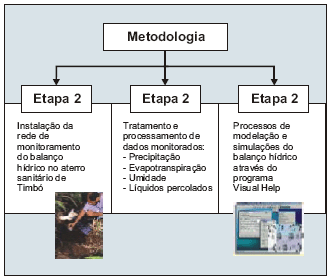 Metodologia
Etapa 2
Instalação da
rede de
monitoramento
do balanço
hídrico no aterro
sanitário de
Timbó
Etapa 2
Tratamento e
processamento de
dados monitorados:
- Precipitação
- Evapotranspiração
- Umidade
- Líquidos percolados
Etapa 2
Processos de
modelação e
simulações do
balanço hídrico
através do
programa
Visual Help